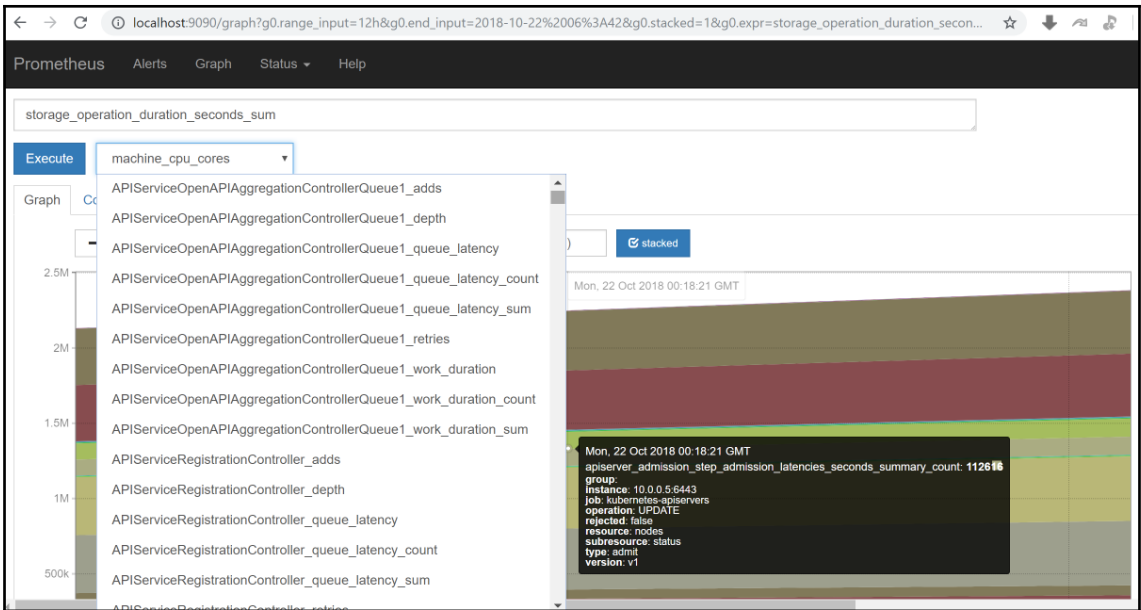 localhost:9090/graph?g0.range_input=12h&g0.end_input=2018-10-22%2006%3A42&g0.stacked=1&g0.expr=storage_operation_duration_secon...
Prometheus Alerts Graph Status Help
storage_operation_duration_seconds_sum
Execute machine_cpu_cores
APIServiceOpenAPIAggregationControllerQueue1_adds
Graph Co
APIServiceOpenAPIAggregationControllerQueue1_depth
APIServiceOpenAPIAggregationControllerQueue1_queue_latency
) stacked
APIServiceOpenAPIAggregationControllerQueue1_queue_latency_count
2.5M
Mon, 22 Oct 2018 00:18:21 GMT
APIServiceOpenAPIAggregationControllerQueue1_queue_latency_sum
APIServiceOpenAPIAggregationControllerQueue1_retries
2M
APIServiceOpenAPIAggregationControllerQueue1_work_duration
APIServiceOpenAPIAggregationControllerQueue1_work_duration_count
1.5M
APIServiceOpenAPIAggregationControllerQueue1_work_duration_sum
APIServiceRegistrationController_adds
APIServiceRegistrationController_depth
1M
APIServiceRegistrationController_queue_latency
APIServiceRegistrationController_queue_latency_count
500k
APIServiceRegistrationController_queue_latency_sum
APIServiceRegistrationController_retries
Mon, 22 Oct 2018 00:18:21 GMT
apiserver_admission_step_admission_latencies_seconds_summary_count: 112616
group:
instance: 10.0.0.5:6443
job: kubernetes-apiservers
operation: UPDATE
rejected: false
resource: nodes
subresource: status
type: admit
version: v1